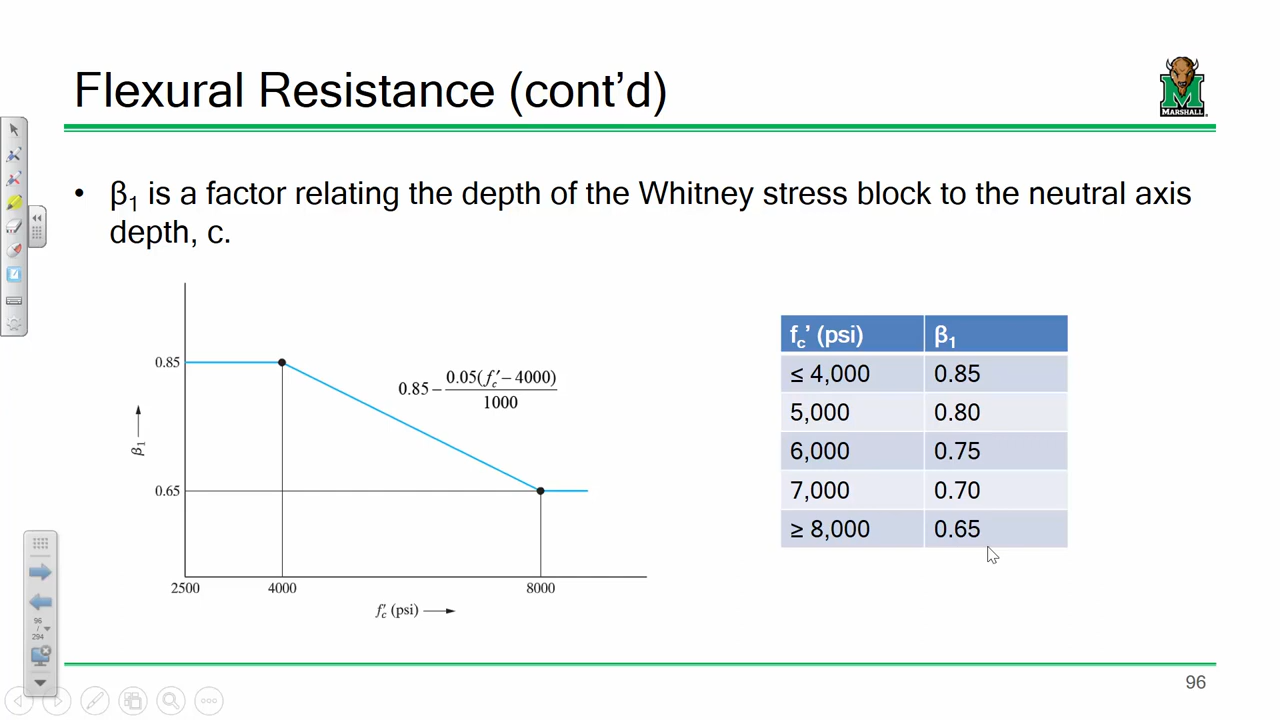 Flexural Resistance (cont'd)
MARSHALL
• β1 is a factor relating the depth of the Whitney stress block to the neutral axis
depth, c.
0.85
0.85 − 0.05(f′c − 4000) / 1000
β1
0.65
2500 4000 8000
f′c (psi)
fc' (psi) β1
≤ 4,000 0.85
5,000 0.80
6,000 0.75
7,000 0.70
≥ 8,000 0.65
96
/
294
96